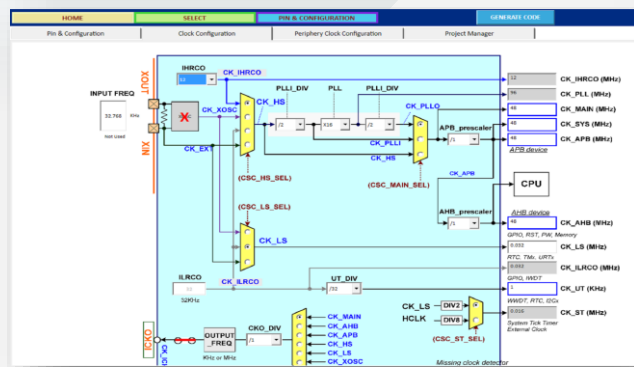 HOME
SELECT
PIN & CONFIGURATION
GENERATE CODE
Pin & Configuration
Clock Configuration
Periphery Clock Configuration
Project Manager
XOUT
XIN
INPUT FREQ
32.768
KHz
Not Used
IHRCO
CK_IHRCO
CK_XOSC
CK_EXT
CK_HS
PLLI_DIV
PLL
PLLI_DIV
/2
X16
/2
CK_PLLO
CK_PLLI
CK_HS
(CSC_HS_SEL)
(CSC_MAIN_SEL)
APB_prescaler
/1
CK_APB
AHB_prescaler
/1
12
CK_IHRCO (MHz)
96
CK_PLL (MHz)
48
CK_MAIN (MHz)
48
CK_SYS (MHz)
48
CK_APB (MHz)
APB device
CPU
AHB device
48
CK_AHB (MHz)
GPIO, RST, PW, Memory
0.032
CK_LS (MHz)
RTC, TMx, URTx
0.032
CK_ILRCO (MHz)
GPIO, IWDT
1
CK_UT (KHz)
WWDT, RTC, I2Cx
0.016
CK_ST (MHz)
System Tick Timer
External Clock
(CSC_LS_SEL)
CK_LS
ILRCO
32KHz
CK_ILRCO
UT_DIV
/32
CK_LS
DIV2
HCLK
DIV8
(CSC_ST_SEL)
ICKO
OUTPUT
_FREQ
KHz or MHz
CKO_DIV
/1
CK_MAIN
CK_AHB
CK_APB
CK_HS
CK_LS
CK_XOSC
Missing clock detector